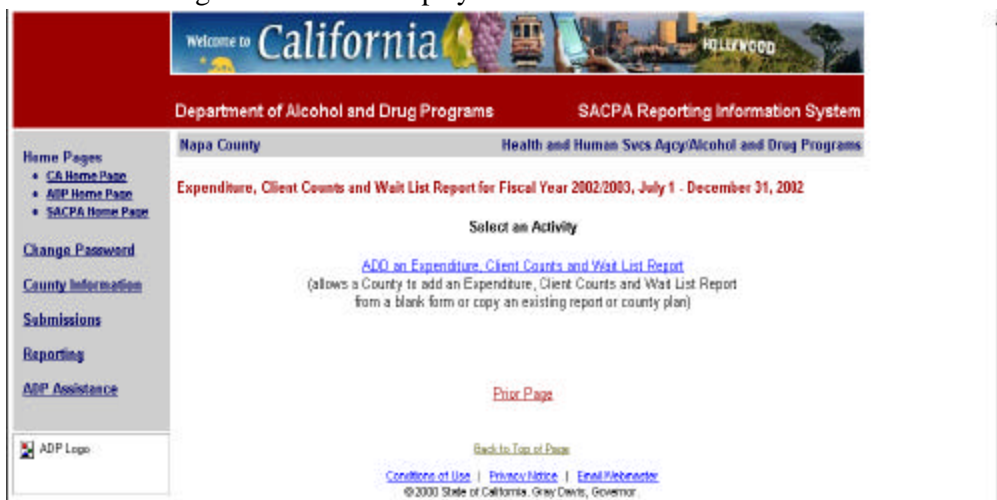 Welcome to California
HOLLYWOOD
Department of Alcohol and Drug Programs
SACPA Reporting Information System
Napa County
Health and Human Svcs Agcy/Alcohol and Drug Programs
Home Pages
CA Home Page
ADP Home Page
SACPA Home Page
Change Password
County Information
Submissions
Reporting
ADP Assistance
ADP Logo
Expenditure, Client Counts and Wait List Report for Fiscal Year 2002/2003, July 1 - December 31, 2002
Select an Activity
ADD an Expenditure, Client Counts and Wait List Report
(allows a County to add an Expenditure, Client Counts and Wait List Report
from a blank form or copy an existing report or county plan)
Prior Page
Back to Top of Page
Conditions of Use | Privacy Notice | Email Webmaster
© 2000 State of California. Gray Davis, Governor.